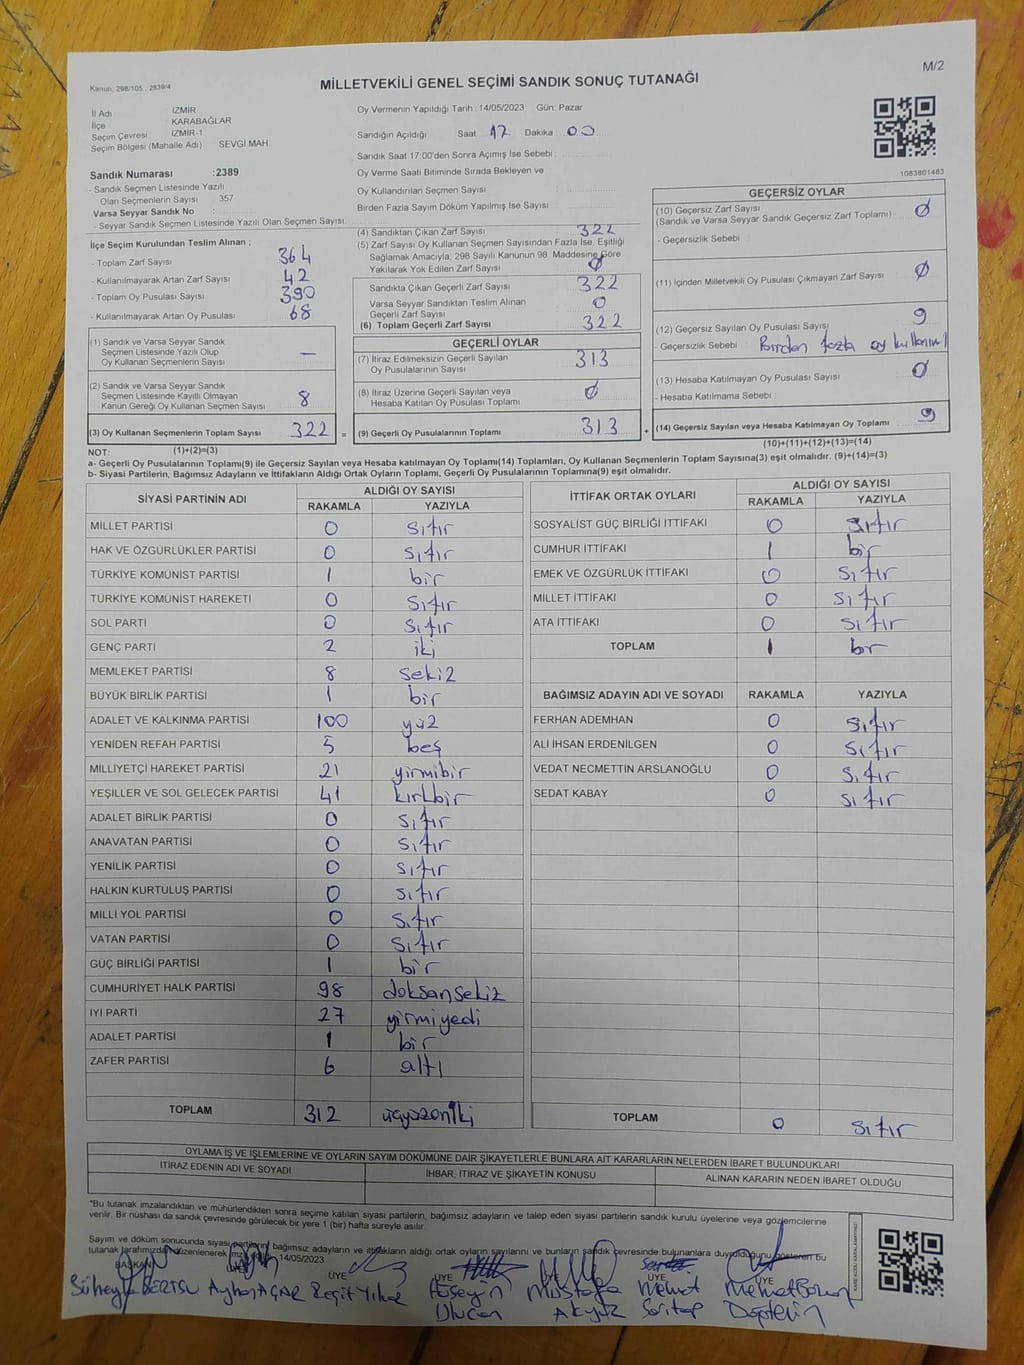 M/2
MİLLETVEKİLİ GENEL SEÇİMİ SANDIK SONUÇ TUTANAĞI
Kanun; 298/105 , 2839/4
İl Adı : İZMİR
İlçe : KARABAĞLAR
Seçim Çevresi : İZMİR-1
Seçim Bölgesi (Mahalle Adı) SEVGİ MAH
Oy Vermenin Yapıldığı Tarih : 14/05/2023 Gün: Pazar
Sandığın Açıldığı Saat 17 Dakika : 00
Sandık Saat 17:00'den Sonra Açımış İse Sebebi :
Oy Verme Saati Bitiminde Sırada Bekleyen ve
Oy Kullandırılan Seçmen Sayısı :
Birden Fazla Sayım Döküm Yapılmış İse Sayısı :
1083801483
Sandık Numarası :2389
- Sandık Seçmen Listesinde Yazılı
Olan Seçmenlerin Sayısı : 357
Varsa Seyyar Sandık No :
- Seyyar Sandık Seçmen Listesinde Yazılı Olan Seçmen Sayısı:
İlçe Seçim Kurulundan Teslim Alınan ;
- Toplam Zarf Sayısı : 364
- Kullanılmayarak Artan Zarf Sayısı : 42
- Toplam Oy Pusulası Sayısı : 390
- Kullanılmayarak Artan Oy Pusulası : 68
(1) Sandık ve Varsa Seyyar Sandık
Seçmen Listesinde Yazılı Olup
Oy Kullanan Seçmenlerin Sayısı : —
(2) Sandık ve Varsa Seyyar Sandık
Seçmen Listesinde Kayıtlı Olmayan
Kanun Gereği Oy Kullanan Seçmen Sayısı : 8
(3) Oy Kullanan Seçmenlerin Toplam Sayısı : 322 =
(4) Sandıktan Çıkan Zarf Sayısı : 322
(5) Zarf Sayısı Oy Kullanan Seçmen Sayısından Fazla İse, Eşitliği
Sağlamak Amacıyla, 298 Sayılı Kanunun 98. Maddesine Göre
Yakılarak Yok Edilen Zarf Sayısı : Ø
Sandıkta Çıkan Geçerli Zarf Sayısı : 322
Varsa Seyyar Sandıktan Teslim Alınan
Geçerli Zarf Sayısı : 0
(6) Toplam Geçerli Zarf Sayısı : 322
GEÇERLİ OYLAR
(7) İtiraz Edilmeksizin Geçerli Sayılan
Oy Pusulalarının Sayısı : 313
(8) İtiraz Üzerine Geçerli Sayılan veya
Hesaba Katılan Oy Pusulası Toplamı : Ø
(9) Geçerli Oy Pusulalarının Toplamı : 313 +
GEÇERSİZ OYLAR
(10) Geçersiz Zarf Sayısı
(Sandık ve Varsa Seyyar Sandık Geçersiz Zarf Toplamı) : Ø
- Geçersizlik Sebebi :
(11) İçinden Milletvekili Oy Pusulası Çıkmayan Zarf Sayısı : Ø
(12) Geçersiz Sayılan Oy Pusulası Sayısı : 9
- Geçersizlik Sebebi : Birden fazla oy kullanımı
(13) Hesaba Katılmayan Oy Pusulası Sayısı : Ø
- Hesaba Katılmama Sebebi :
(14) Geçersiz Sayılan veya Hesaba Katılmayan Oy Toplamı : 9
NOT: (1)+(2)=(3) (10)+(11)+(12)+(13)=(14)
a- Geçerli Oy Pusulalarının Toplamı(9) ile Geçersiz Sayılan veya Hesaba katılmayan Oy Toplamı(14) Toplamları, Oy Kullanan Seçmenlerin Toplam Sayısına(3) eşit olmalıdır. (9)+(14)=(3)
b- Siyasi Partilerin, Bağımsız Adayların ve İttifakların Aldığı Ortak Oyların Toplamı, Geçerli Oy Pusulalarının Toplamına(9) eşit olmalıdır.
SİYASİ PARTİNİN ADI ALDIĞI OY SAYISI
RAKAMLA YAZIYLA
MİLLET PARTİSİ 0 sıfır
HAK VE ÖZGÜRLÜKLER PARTİSİ 0 sıfır
TÜRKİYE KOMÜNİST PARTİSİ 1 bir
TÜRKİYE KOMÜNİST HAREKETİ 0 sıfır
SOL PARTİ 0 sıfır
GENÇ PARTİ 2 iki
MEMLEKET PARTİSİ 8 sekiz
BÜYÜK BİRLİK PARTİSİ 1 bir
ADALET VE KALKINMA PARTİSİ 100 yüz
YENİDEN REFAH PARTİSİ 5 beş
MİLLİYETÇİ HAREKET PARTİSİ 21 yirmibir
YEŞİLLER VE SOL GELECEK PARTİSİ 41 kırkbir
ADALET BİRLİK PARTİSİ 0 sıfır
ANAVATAN PARTİSİ 0 sıfır
YENİLİK PARTİSİ 0 sıfır
HALKIN KURTULUŞ PARTİSİ 0 sıfır
MİLLİ YOL PARTİSİ 0 sıfır
VATAN PARTİSİ 0 sıfır
GÜÇ BİRLİĞİ PARTİSİ 1 bir
CUMHURİYET HALK PARTİSİ 98 doksansekiz
İYİ PARTİ 27 yirmiyedi
ADALET PARTİSİ 1 bir
ZAFER PARTİSİ 6 altı
TOPLAM 312 üçyüzoniki
İTTİFAK ORTAK OYLARI ALDIĞI OY SAYISI
RAKAMLA YAZIYLA
SOSYALİST GÜÇ BİRLİĞİ İTTİFAKI 0 sıfır
CUMHUR İTTİFAKI 1 bir
EMEK VE ÖZGÜRLÜK İTTİFAKI 0 sıfır
MİLLET İTTİFAKI 0 sıfır
ATA İTTİFAKI 0 sıfır
TOPLAM 1 bir
BAĞIMSIZ ADAYIN ADI VE SOYADI RAKAMLA YAZIYLA
FERHAN ADEMHAN 0 sıfır
ALİ İHSAN ERDENİLGEN 0 sıfır
VEDAT NECMETTİN ARSLANOĞLU 0 sıfır
SEDAT KABAY 0 sıfır
TOPLAM 0 sıfır
OYLAMA İŞ VE İŞLEMLERİNE VE OYLARIN SAYIM DÖKÜMÜNE DAİR ŞİKAYETLERLE BUNLARA AİT KARARLARIN NELERDEN İBARET BULUNDUKLARI
İTİRAZ EDENİN ADI VE SOYADI İHBAR, İTİRAZ VE ŞİKAYETİN KONUSU ALINAN KARARIN NEDEN İBARET OLDUĞU
*Bu tutanak imzalandıktan ve mühürlendikten sonra seçime katılan siyasi partilerin, bağımsız adayların ve talep eden siyasi partilerin sandık kurulu üyelerine veya gözlemcilerine
verilir. Bir nüshası da sandık çevresinde görülecek bir yere 1 (bir) hafta süreyle asılır.
Sayım ve döküm sonucunda siyasi partilerin, bağımsız adayların ve ittifakların aldığı ortak oyların sayılarını ve bunların sandık çevresinde bulunanlara duyrulduğunu gösteren bu
tutanak tarafımızdan düzenlenerek 14/05/2023
BAŞKAN ÜYE ÜYE ÜYE ÜYE ÜYE
Ayhan ACAR Hüseyin Mustafa Mehmet
Ulucan Akyüz Sarıtop